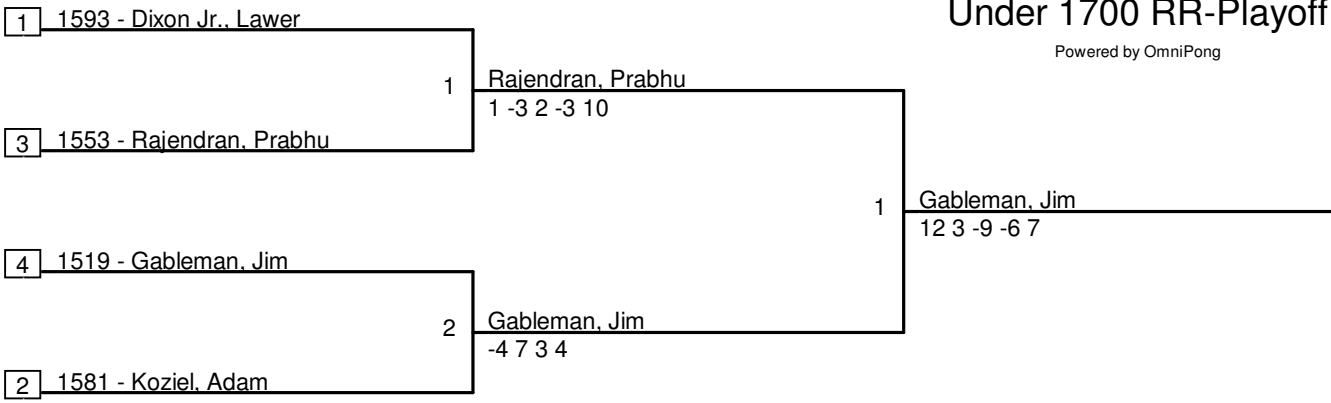 Under 1700 RR-Playoff
Powered by OmniPong
1 1593 - Dixon Jr., Lawer
1 Rajendran, Prabhu
1 -3 2 -3 10
3 1553 - Rajendran, Prabhu
1 Gableman, Jim
12 3 -9 -6 7
4 1519 - Gableman, Jim
2 Gableman, Jim
-4 7 3 4
2 1581 - Koziel, Adam